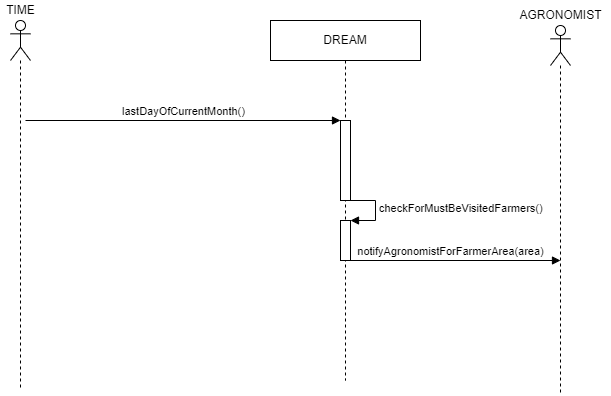 TIME
AGRONOMIST
DREAM
lastDayOfCurrentMonth()
checkForMustBeVisitedFarmers()
notifyAgronomistForFarmerArea(area)